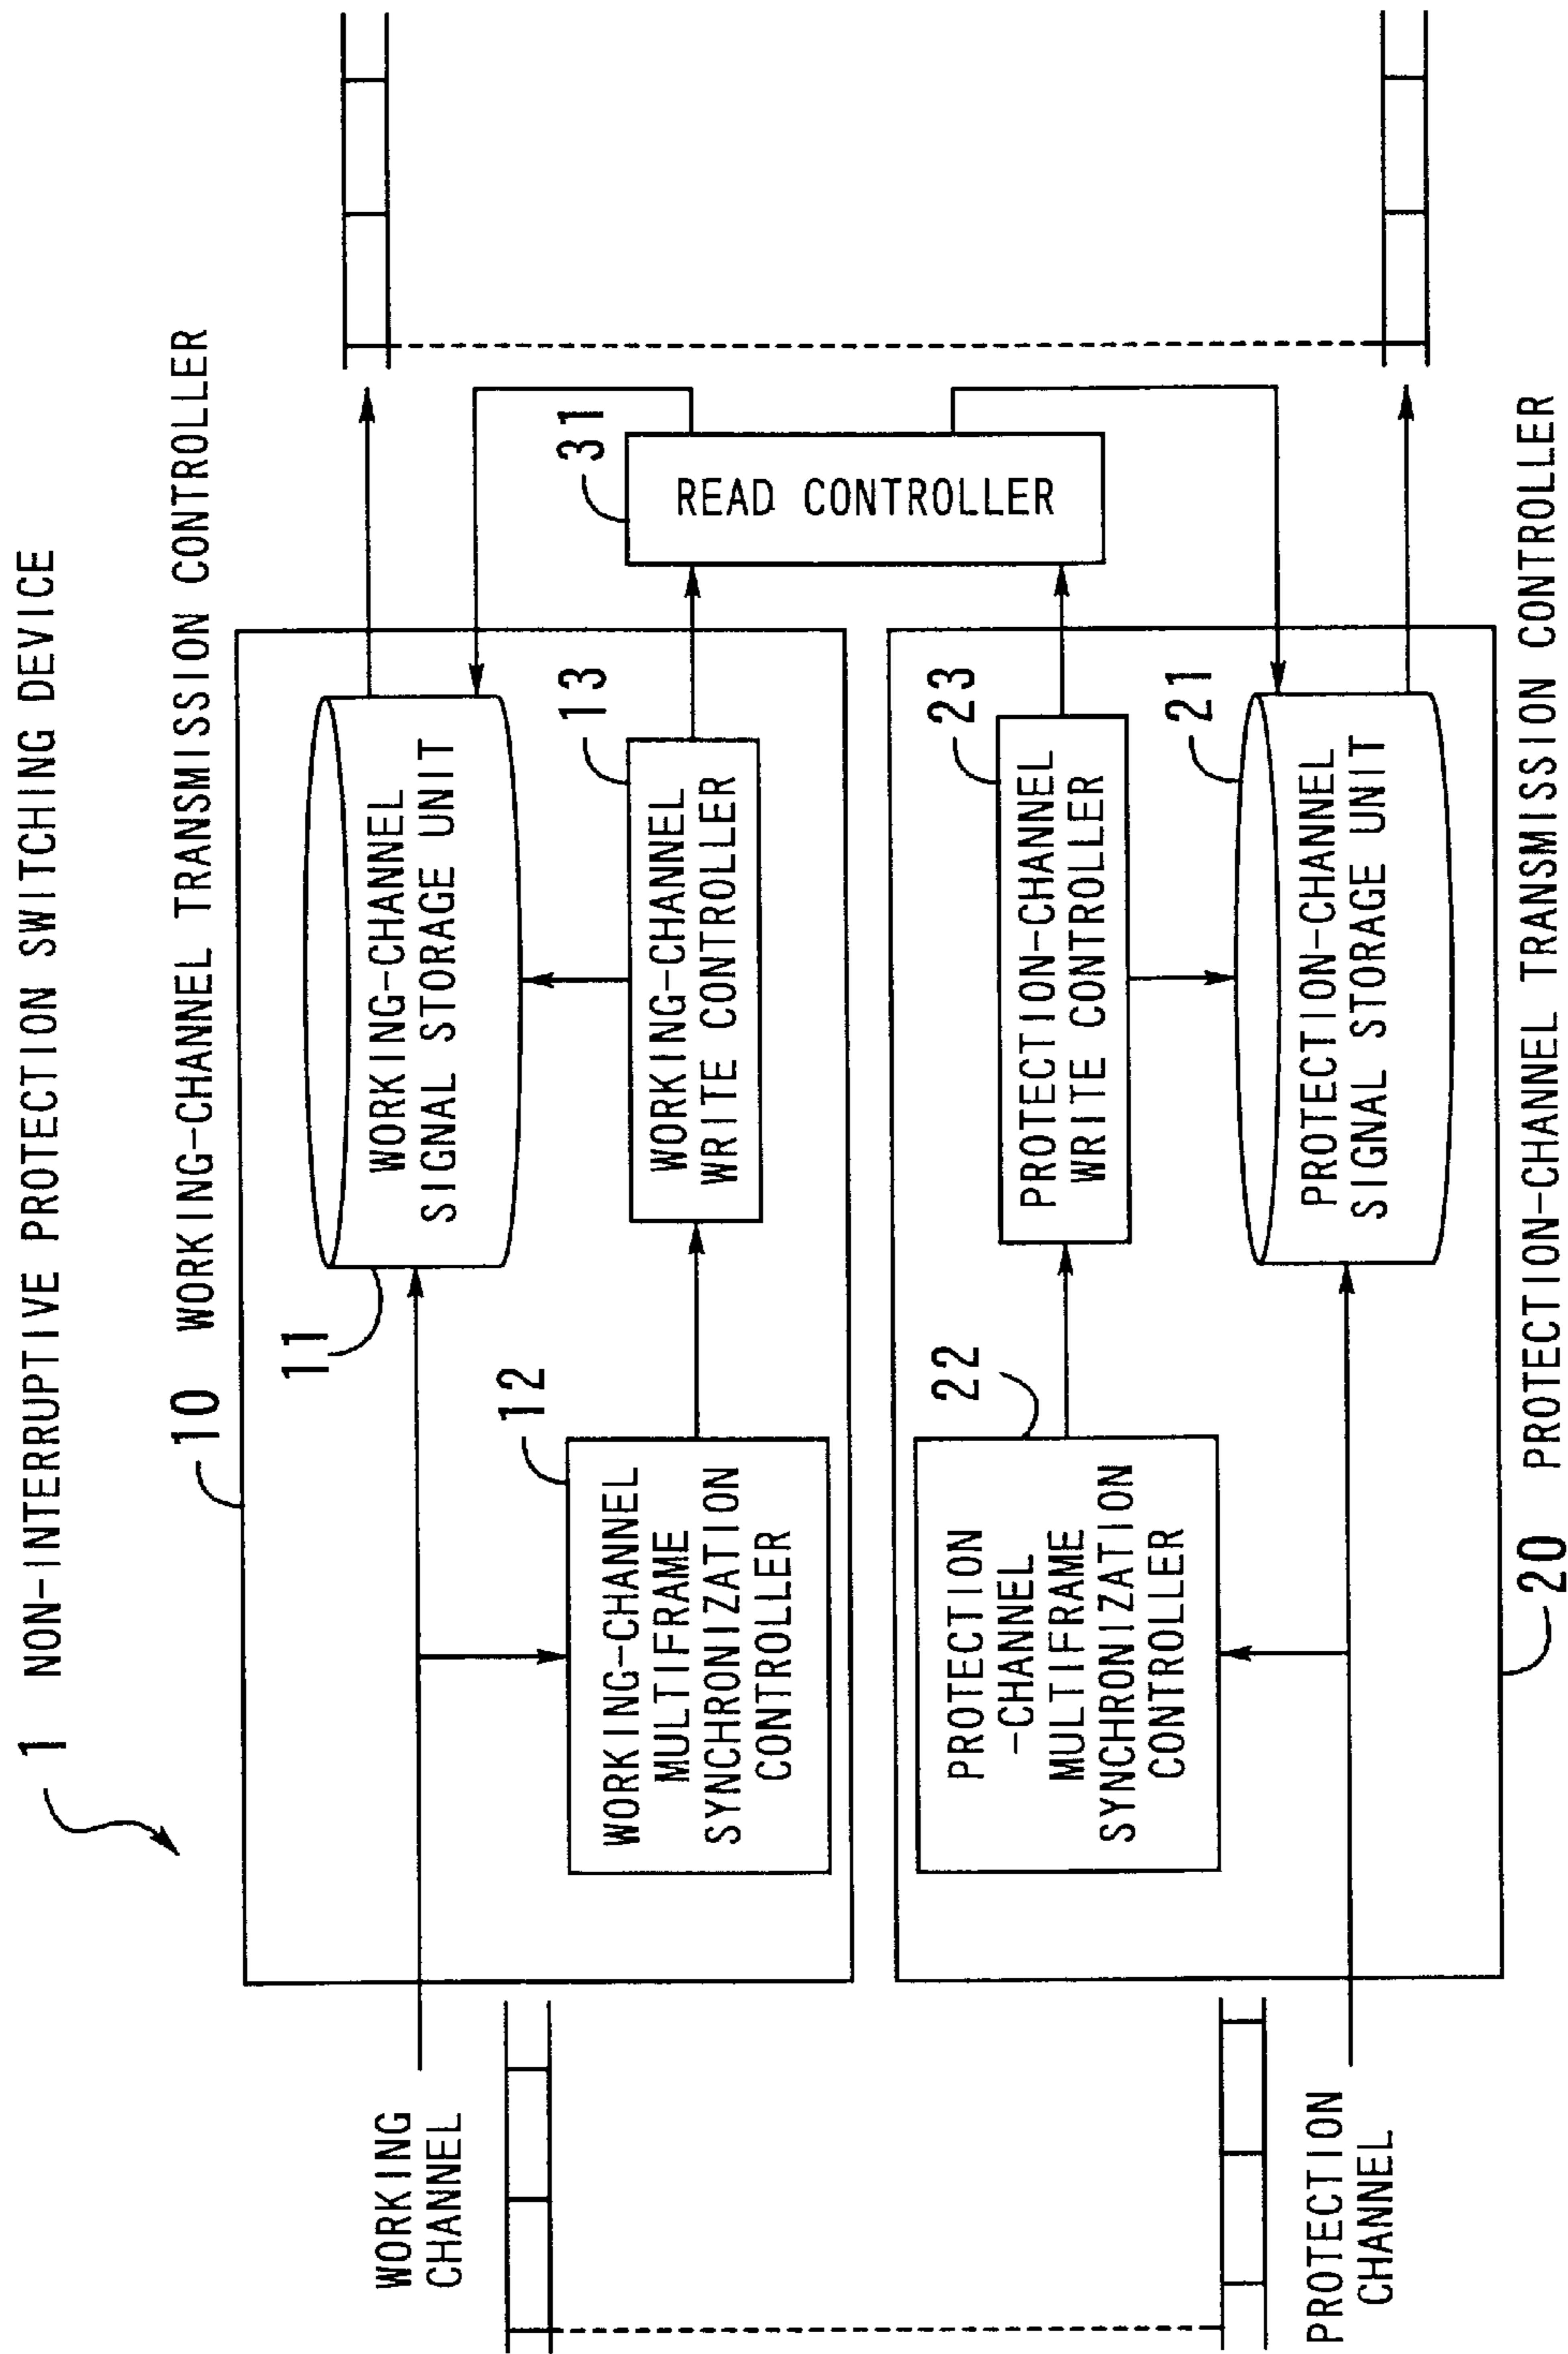 1 NON-INTERRUPTIVE PROTECTION SWITCHING DEVICE
10 WORKING-CHANNEL TRANSMISSION CONTROLLER
WORKING
CHANNEL
11
WORKING-CHANNEL
SIGNAL STORAGE UNIT
12
WORKING-CHANNEL
MULTIFRAME
SYNCHRONIZATION
CONTROLLER
13
WORKING-CHANNEL
WRITE CONTROLLER
31
READ CONTROLLER
22
PROTECTION
-CHANNEL
MULTIFRAME
SYNCHRONIZATION
CONTROLLER
23
PROTECTION-CHANNEL
WRITE CONTROLLER
21
PROTECTION-CHANNEL
SIGNAL STORAGE UNIT
PROTECTION
CHANNEL
20 PROTECTION-CHANNEL TRANSMISSION CONTROLLER